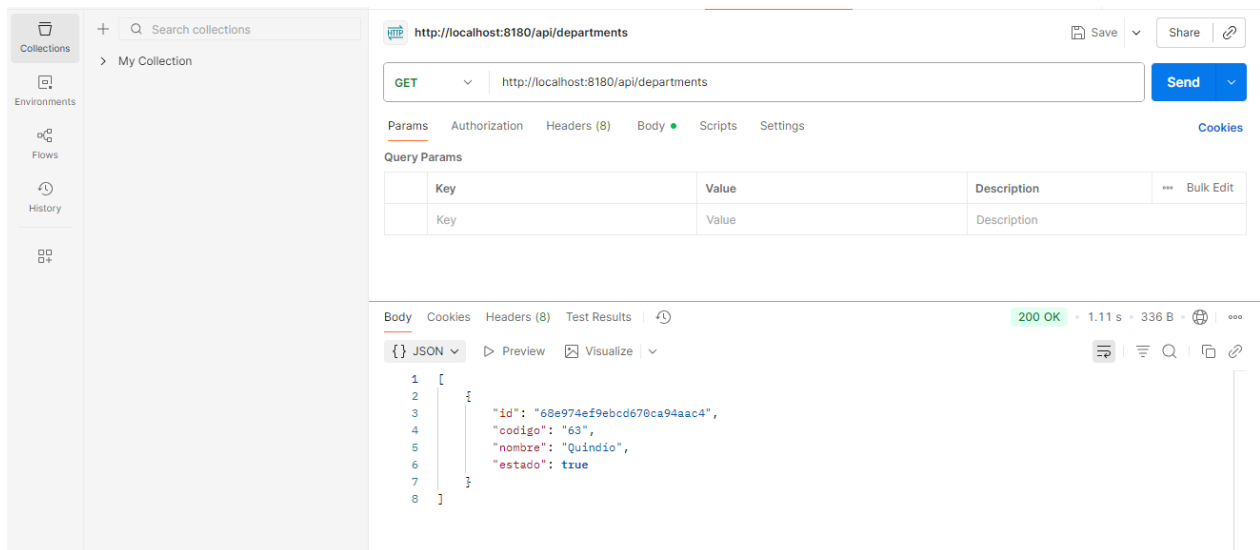 Collections
Environments
Flows
History
Search collections
My Collection
HTTP http://localhost:8180/api/departments
Save
Share
GET http://localhost:8180/api/departments
Send
Params Authorization Headers (8) Body Scripts Settings
Cookies
Query Params
Key Value Description Bulk Edit
Key Value Description
Body Cookies Headers (8) Test Results
200 OK • 1.11 s • 336 B
{} JSON Preview Visualize
1 [
2 {
3 "id": "68e974ef9ebcd670ca94aac4",
4 "codigo": "63",
5 "nombre": "Quindío",
6 "estado": true
7 }
8 ]